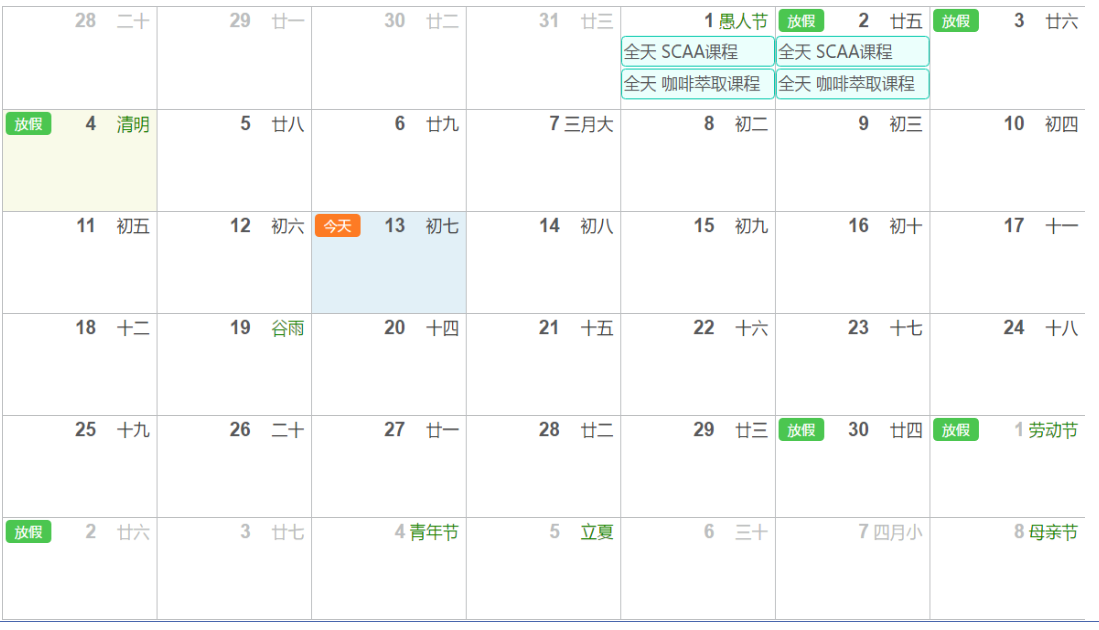 28 二十 29 廿一 30 廿二 31 廿三 1 愚人节 放假 2 廿五 放假 3 廿六
全天 SCAA课程 全天 SCAA课程
全天 咖啡萃取课程 全天 咖啡萃取课程
放假 4 清明 5 廿八 6 廿九 7 三月大 8 初二 9 初三 10 初四
11 初五 12 初六 今天 13 初七 14 初八 15 初九 16 初十 17 十一
18 十二 19 谷雨 20 十四 21 十五 22 十六 23 十七 24 十八
25 十九 26 二十 27 廿一 28 廿二 29 廿三 放假 30 廿四 放假 1 劳动节
放假 2 廿六 3 廿七 4 青年节 5 立夏 6 三十 7 四月小 8 母亲节